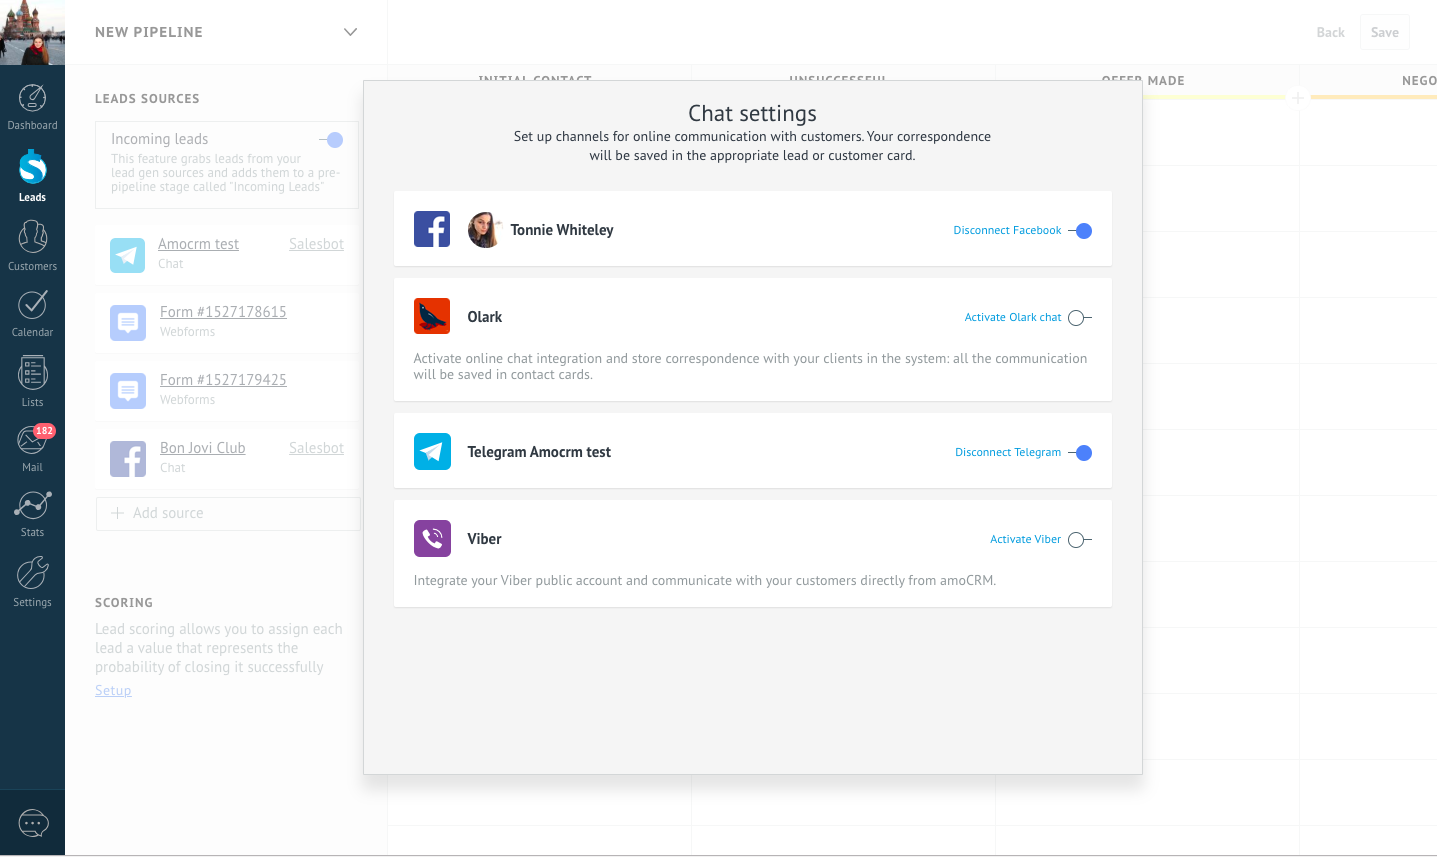 NEW PIPELINE
Back
Save
INITIAL CONTACT
UNSUCCESSFUL
OFFER MADE
Dashboard
Leads
Customers
Calendar
Lists
182
Mail
Stats
Settings
LEADS SOURCES
Incoming leads
This feature grabs leads from your
lead gen sources and adds them to a pre-
pipeline stage called "Incoming Leads"
Amocrm test
Salesbot
Chat
Form #1527178615
Webforms
Form #1527179425
Webforms
Bon Jovi Club
Salesbot
Chat
Add source
SCORING
Lead scoring allows you to assign each
lead a value that represents the
probability of closing it successfully
Setup
Chat settings
Set up channels for online communication with customers. Your correspondence
will be saved in the appropriate lead or customer card.
Tonnie Whiteley
Disconnect Facebook
Olark
Activate Olark chat
Activate online chat integration and store correspondence with your clients in the system: all the communication
will be saved in contact cards.
Telegram Amocrm test
Disconnect Telegram
Viber
Activate Viber
Integrate your Viber public account and communicate with your customers directly from amoCRM.